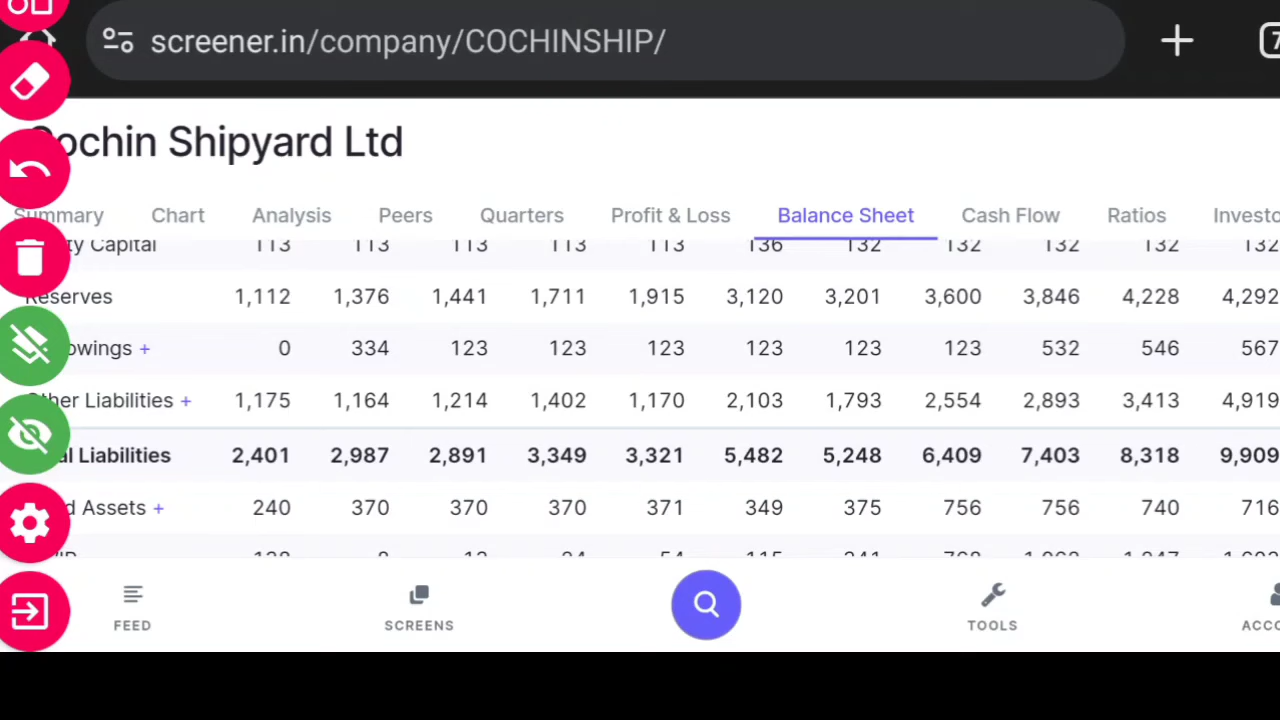 screener.in/company/COCHINSHIP/
Cochin Shipyard Ltd
Summary Chart Analysis Peers Quarters Profit & Loss Balance Sheet Cash Flow Ratios Investo
ty Capital 113 113 113 113 113 136 132 132 132 132 132
Reserves 1,112 1,376 1,441 1,711 1,915 3,120 3,201 3,600 3,846 4,228 4,292
owings + 0 334 123 123 123 123 123 123 532 546 567
Other Liabilities + 1,175 1,164 1,214 1,402 1,170 2,103 1,793 2,554 2,893 3,413 4,919
al Liabilities 2,401 2,987 2,891 3,349 3,321 5,482 5,248 6,409 7,403 8,318 9,909
d Assets + 240 370 370 370 371 349 375 756 756 740 716
FEED SCREENS TOOLS ACCO